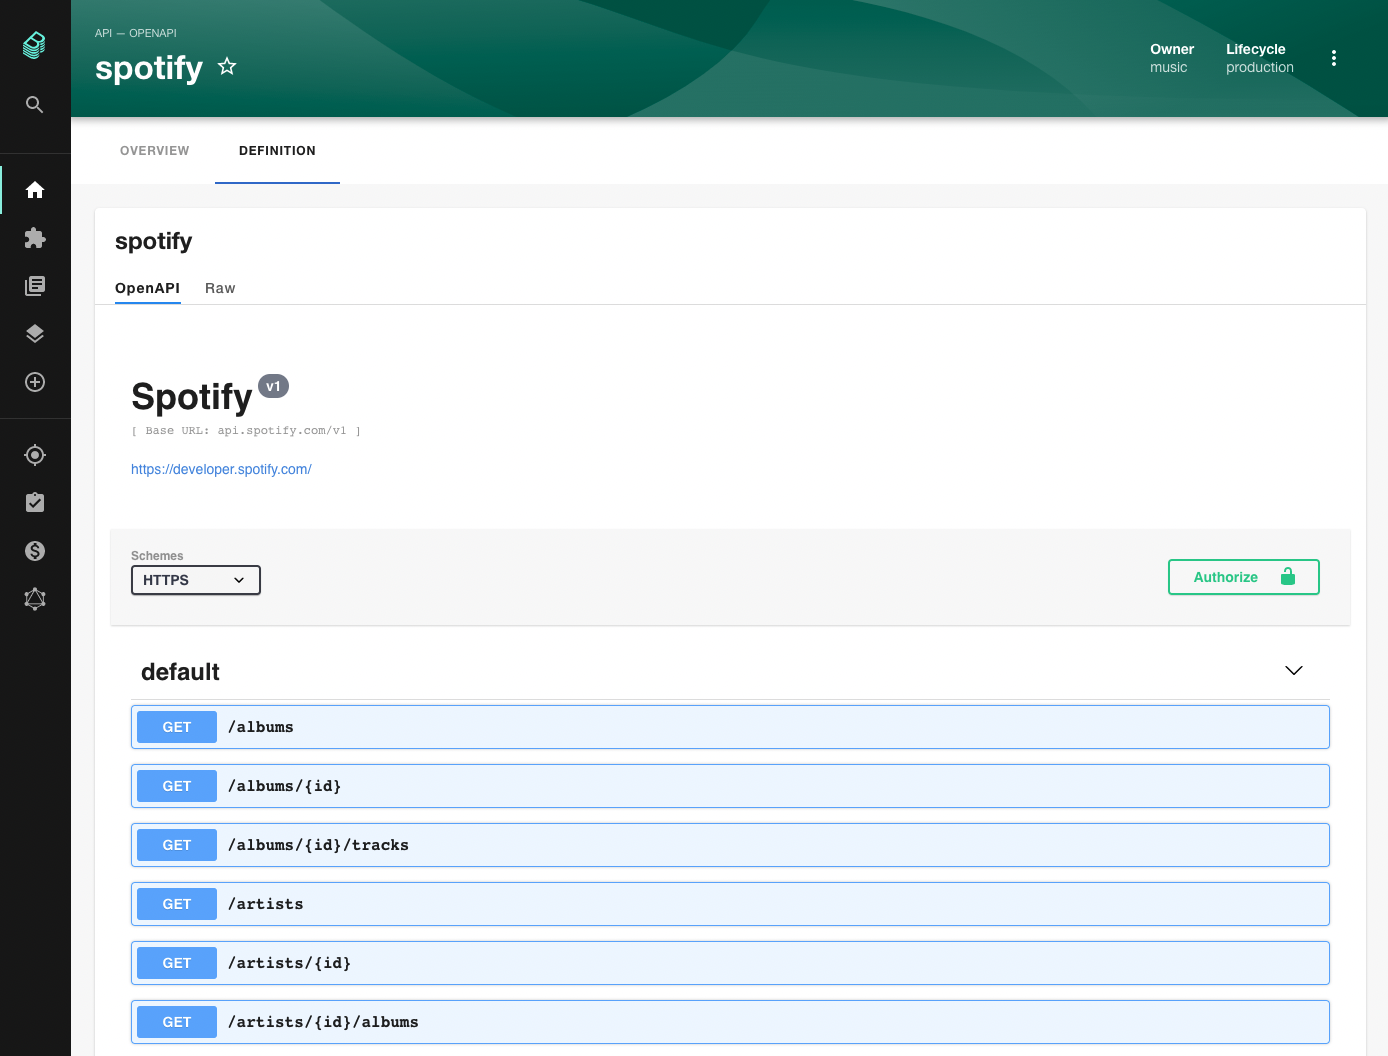 API — OPENAPI
spotify
Owner
music
Lifecycle
production
OVERVIEW
DEFINITION
spotify
OpenAPI
Raw
Spotify v1
[ Base URL: api.spotify.com/v1 ]
https://developer.spotify.com/
Schemes
HTTPS
Authorize
default
GET /albums
GET /albums/{id}
GET /albums/{id}/tracks
GET /artists
GET /artists/{id}
GET /artists/{id}/albums